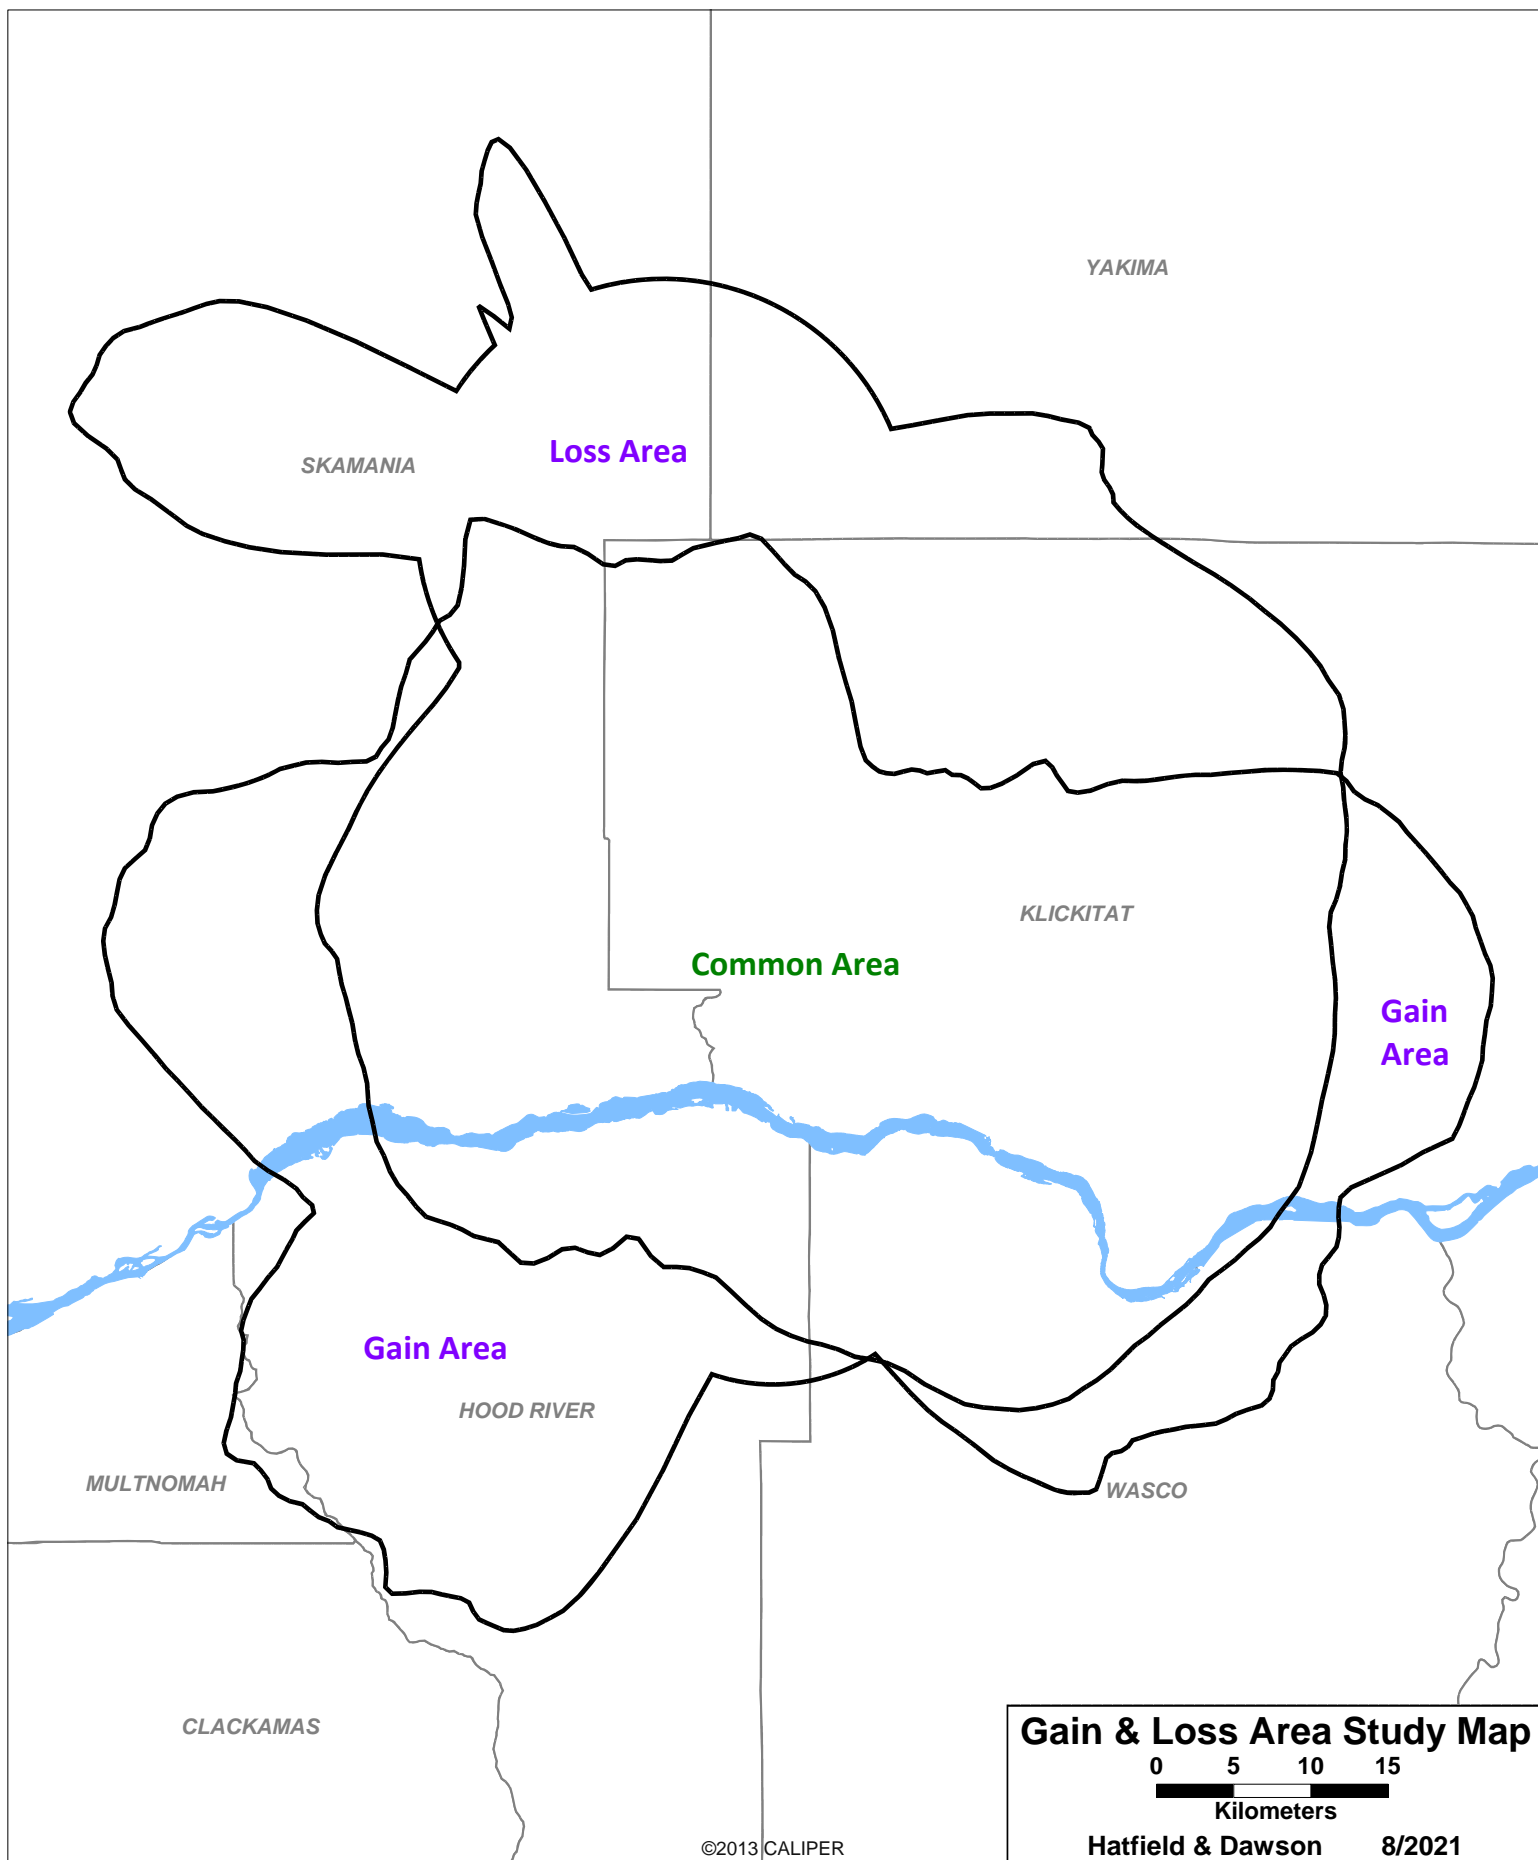 YAKIMA
Loss Area
SKAMANIA
KLICKITAT
Common Area
Gain
Area
Gain Area
HOOD RIVER
MULTNOMAH
WASCO
CLACKAMAS
Gain & Loss Area Study Map
0 5 10 15
Kilometers
Hatfield & Dawson 8/2021
©2013 CALIPER